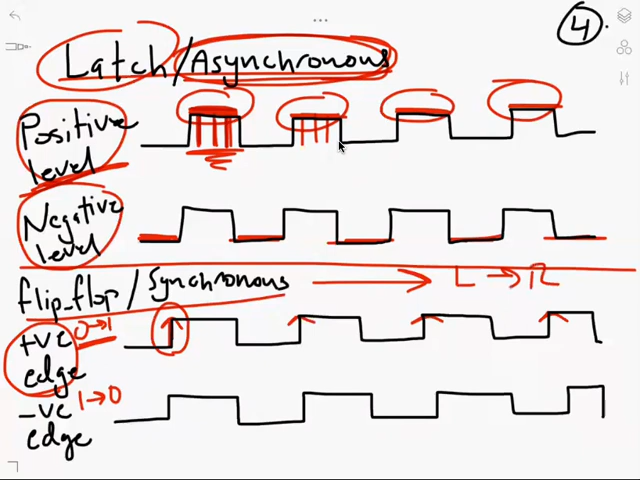 4
Latch/Asynchronous
Positive
level
Negative
level
flip-flop/Synchronous → L → R
+ve 0→1
edge
-ve 1→0
edge